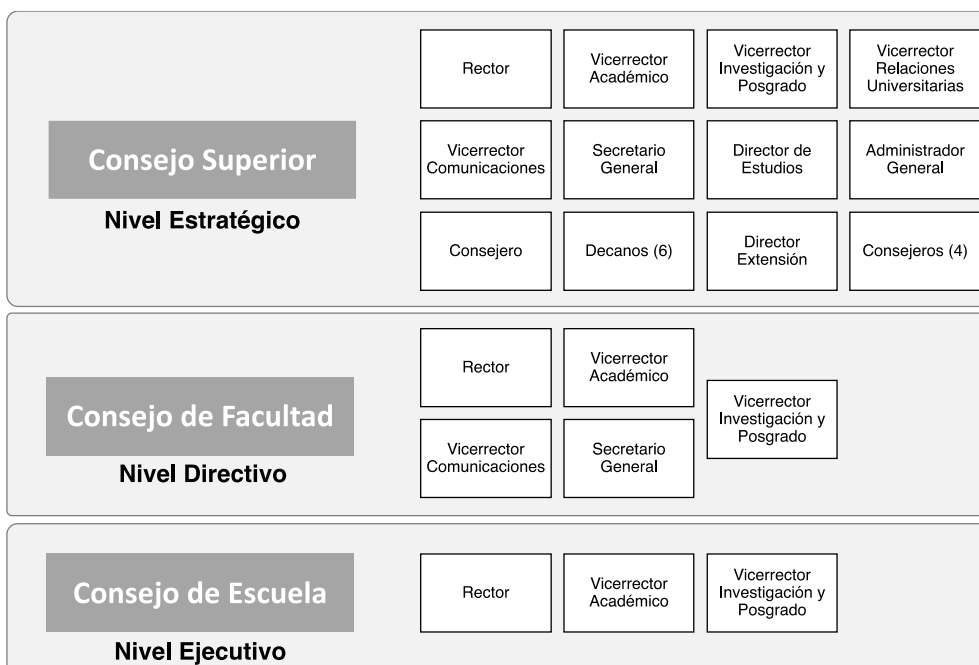 Rector
Vicerrector
Académico
Vicerrector
Investigación y
Posgrado
Vicerrector
Relaciones
Universitarias
Consejo Superior
Nivel Estratégico
Vicerrector
Comunicaciones
Secretario
General
Director de
Estudios
Administrador
General
Consejero
Decanos (6)
Director
Extensión
Consejeros (4)
Consejo de Facultad
Nivel Directivo
Rector
Vicerrector
Académico
Vicerrector
Investigación y
Posgrado
Vicerrector
Comunicaciones
Secretario
General
Consejo de Escuela
Nivel Ejecutivo
Rector
Vicerrector
Académico
Vicerrector
Investigación y
Posgrado